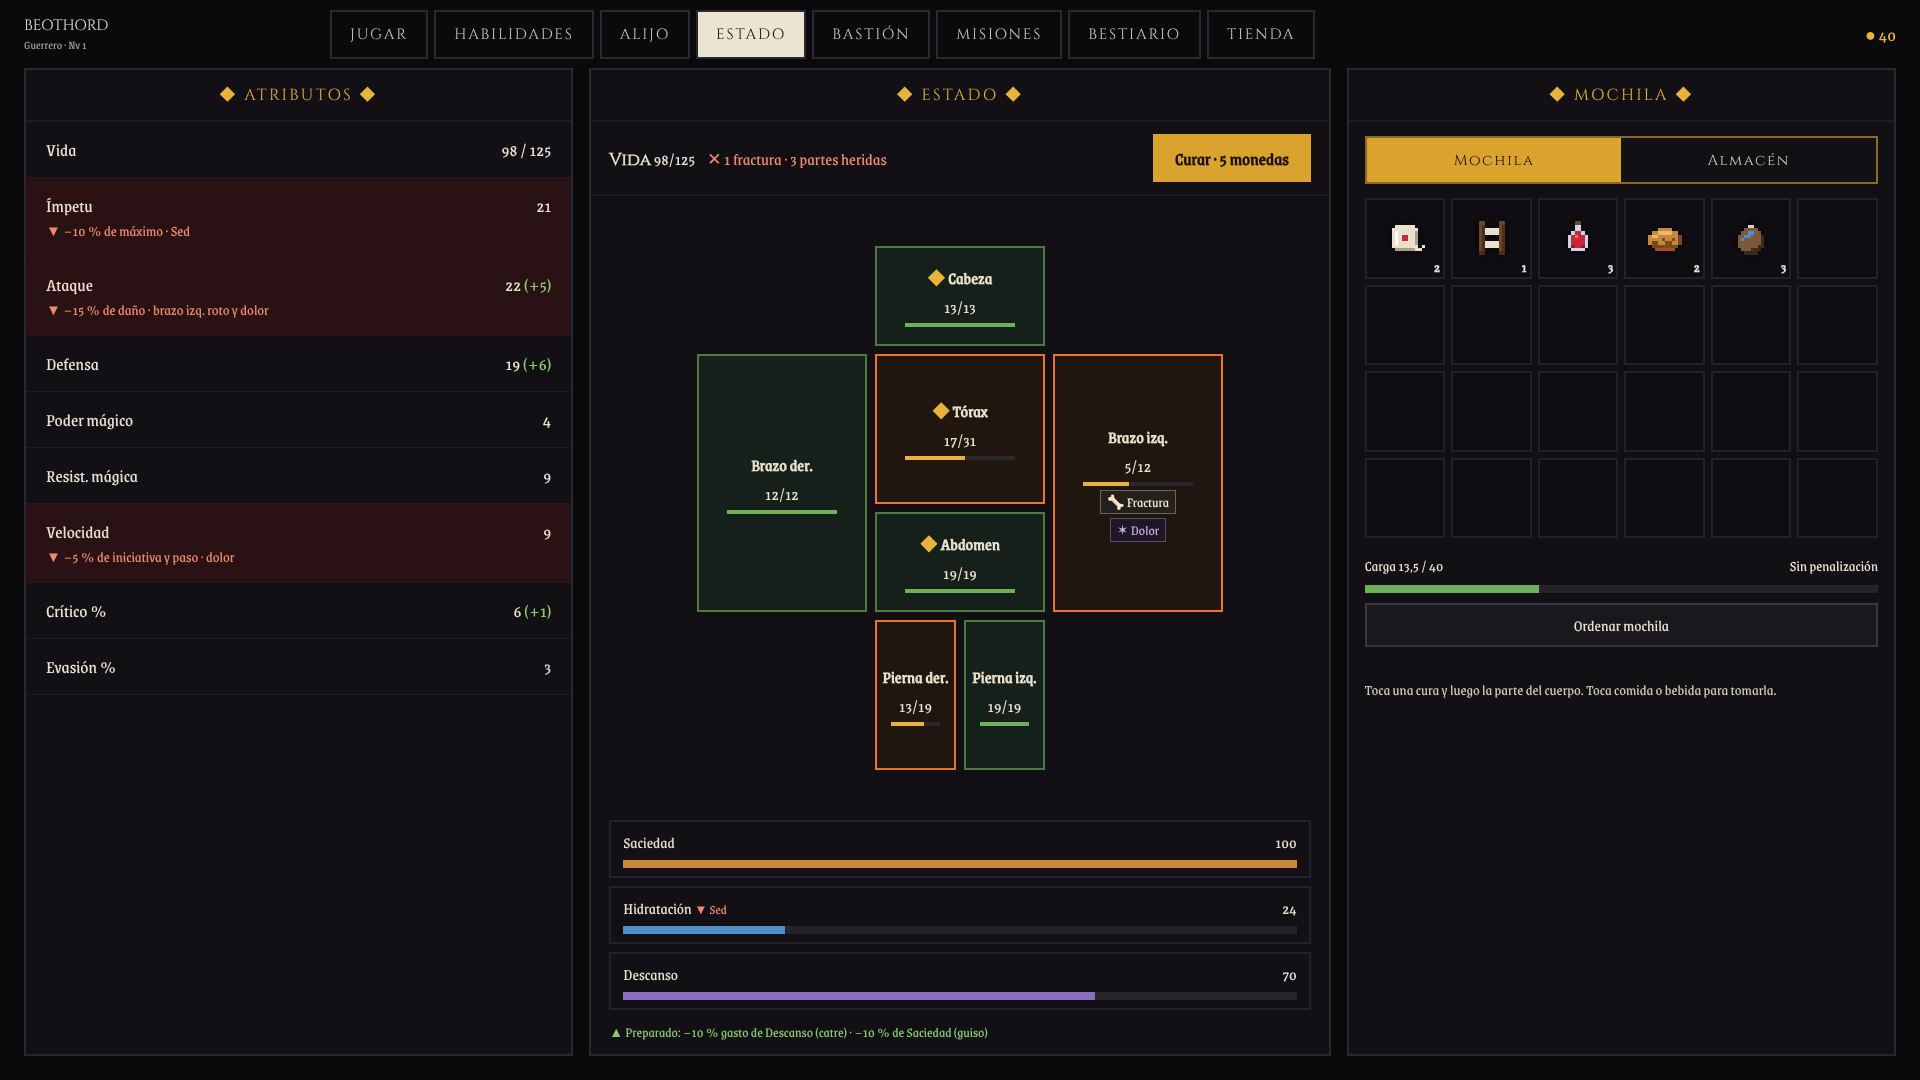 BEOTHORD
Guerrero · Nv 1
JUGAR
HABILIDADES
ALIJO
ESTADO
BASTIÓN
MISIONES
BESTIARIO
TIENDA
40
ATRIBUTOS
Vida 98 / 125
Ímpetu 21
▼ −10 % de máximo · Sed
Ataque 22 (+5)
▼ −15 % de daño · brazo izq. roto y dolor
Defensa 19 (+6)
Poder mágico 4
Resist. mágica 9
Velocidad 9
▼ −5 % de iniciativa y paso · dolor
Crítico % 6 (+1)
Evasión % 3
ESTADO
VIDA 98/125 ✕ 1 fractura · 3 partes heridas
Curar · 5 monedas
Cabeza
13/13
Brazo der.
12/12
Tórax
17/31
Brazo izq.
5/12
Fractura
✶ Dolor
Abdomen
19/19
Pierna der.
13/19
Pierna izq.
19/19
Saciedad 100
Hidratación ▼ Sed 24
Descanso 70
▲ Preparado: −10 % gasto de Descanso (catre) · −10 % de Saciedad (guiso)
MOCHILA
MOCHILA
ALMACÉN
2
1
3
2
3
Carga 13,5 / 40 Sin penalización
Ordenar mochila
Toca una cura y luego la parte del cuerpo. Toca comida o bebida para tomarla.